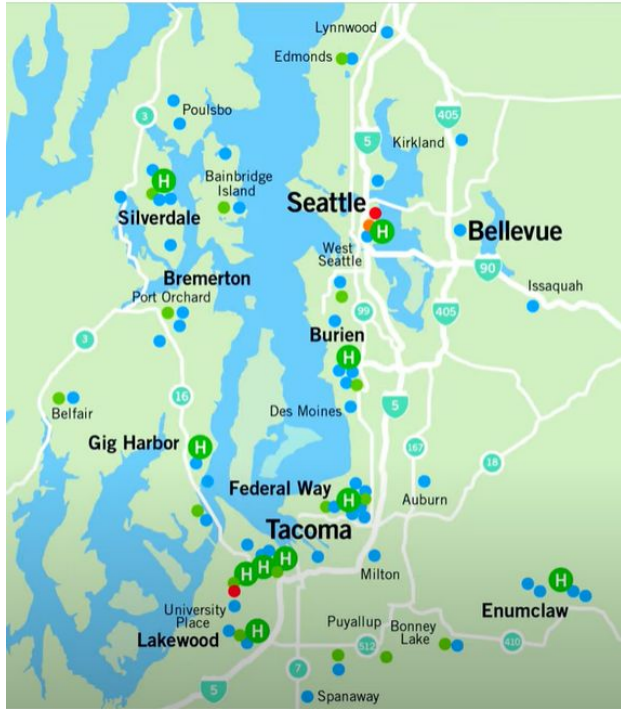 Lynnwood
Edmonds
405
3
Poulsbo
5
Kirkland
Bainbridge
Island
H
Silverdale
Seattle
H
Bellevue
West
Seattle
90
Bremerton
Port Orchard
Issaquah
99
405
Burien
3
H
16
5
Belfair
Des Moines
Gig Harbor
H
167
18
Federal Way
H
Auburn
Tacoma
H
H
H
Milton
H
University
Place
Enumclaw
Lakewood
H
Puyallup
Bonney
Lake
512
410
7
5
Spanaway